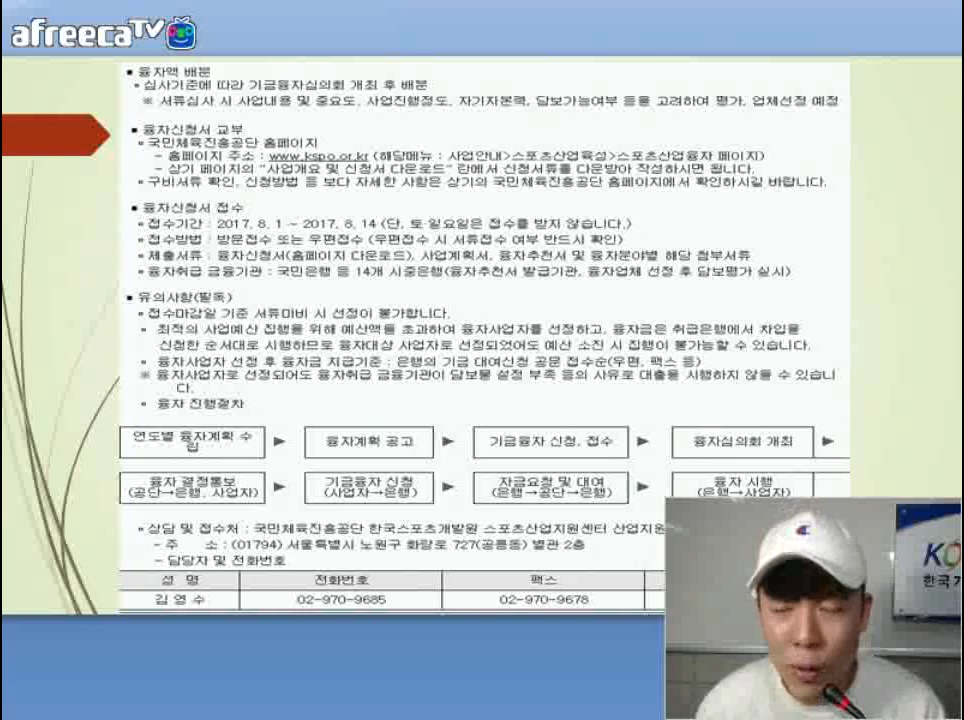 afreecaTV
▪ 융자액 배분
• 심사기준에 따라 기금융자심의회 개최 후 배분
※ 서류심사 시 사업내용 및 중요도, 사업진행정도, 자기자본력, 담보가능여부 등을 고려하여 평가, 업체선정 예정
▪ 융자신청서 교부
• 국민체육진흥공단 홈페이지
- 홈페이지 주소 : www.kspo.or.kr (해당메뉴 : 사업안내>스포츠산업육성>스포츠산업융자 페이지)
- 상기 페이지의 "사업개요 및 신청서 다운로드" 란에서 신청서류를 다운받아 작성하시면 됩니다.
• 구비서류 확인, 신청방법 등 보다 자세한 사항은 상기의 국민체육진흥공단 홈페이지에서 확인하시길 바랍니다.
▪ 융자신청서 접수
• 접수기간 : 2017. 8. 1 ~ 2017. 8. 14 (단, 토·일요일은 접수를 받지 않습니다.)
• 접수방법 : 방문접수 또는 우편접수 (우편접수 시 서류접수 여부 반드시 확인)
• 제출서류 : 융자신청서(홈페이지 다운로드), 사업계획서, 융자추천서 및 융자분야별 해당 첨부서류
• 융자취급 금융기관 : 국민은행 등 14개 시중은행(융자추천서 발급기관, 융자업체 선정 후 담보평가 실시)
▪ 유의사항(필독)
• 접수마감일 기준 서류미비 시 선정이 불가합니다.
• 최적의 사업예산 집행을 위해 예산액을 초과하여 융자사업자를 선정하고, 융자금은 취급은행에서 차입을
신청한 순서대로 시행하므로 융자대상 사업자로 선정되었어도 예산 소진 시 집행이 불가능할 수 있습니다.
• 융자사업자 선정 후 융자금 지급기준 : 은행의 기금 대여신청 공문 접수순(우편, 팩스 등)
※ 융자사업자로 선정되어도 융자취급 금융기관이 담보물 설정 부족 등의 사유로 대출을 시행하지 않을 수 있습니
다.
• 융자 진행절차
연도별 융자계획 수립 ▶ 융자계획 공고 ▶ 기금융자 신청, 접수 ▶ 융자심의회 개최 ▶
융자 결정통보 (공단→은행, 사업자) ▶ 기금융자 신청 (사업자→은행) ▶ 자금요청 및 대여 (은행→공단→은행) ▶ 융자 시행 (은행→사업자)
• 상담 및 접수처 : 국민체육진흥공단 한국스포츠개발원 스포츠산업지원센터 산업지원
- 주 소 : (01794) 서울특별시 노원구 화랑로 727(공릉동) 별관 2층
- 담당자 및 전화번호
성 명 전화번호 팩스
김 영 수 02-970-9685 02-970-9678
한국